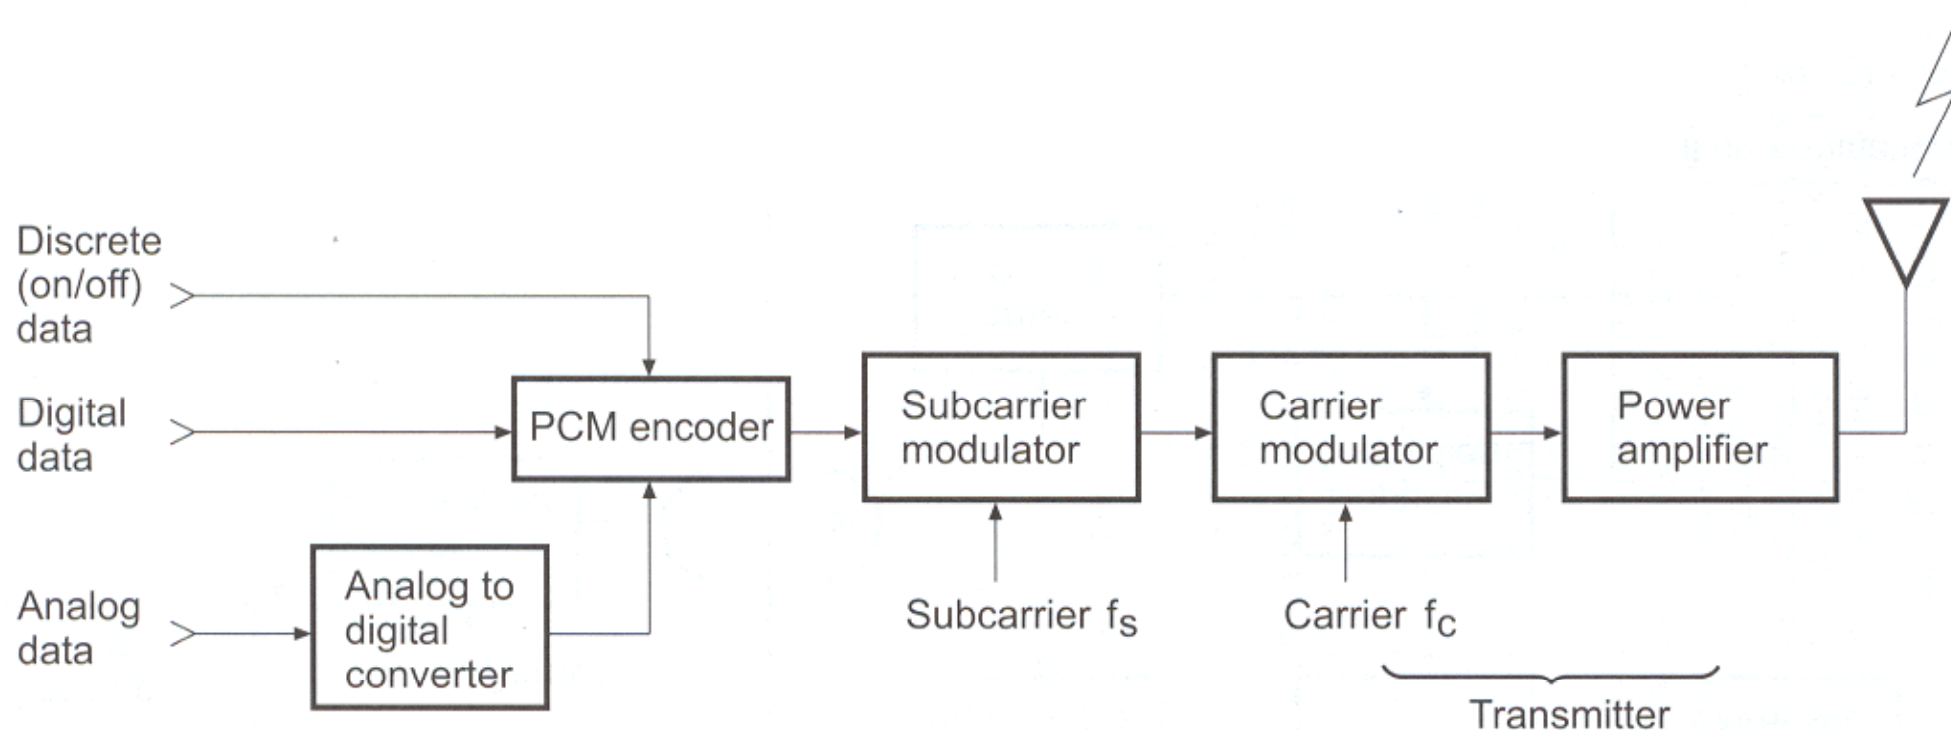 Discrete
(on/off)
data
Digital
data
Analog
data
Analog to
digital
converter
PCM encoder
Subcarrier
modulator
Carrier
modulator
Power
amplifier
Subcarrier fs
Carrier fc
Transmitter